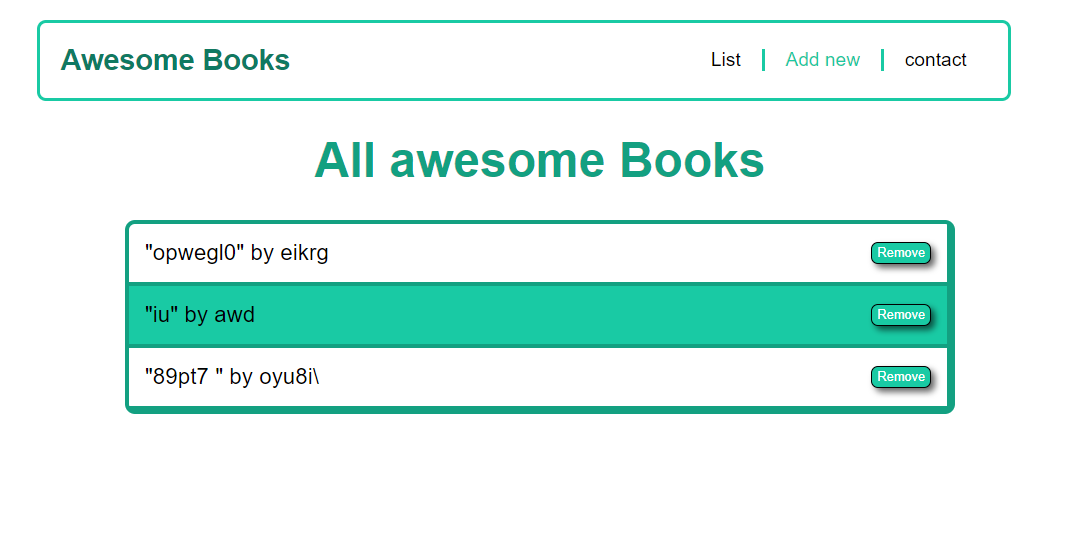 Awesome Books
List
Add new
contact
All awesome Books
"opwegl0" by eikrg
Remove
"iu" by awd
Remove
"89pt7 " by oyu8i\
Remove